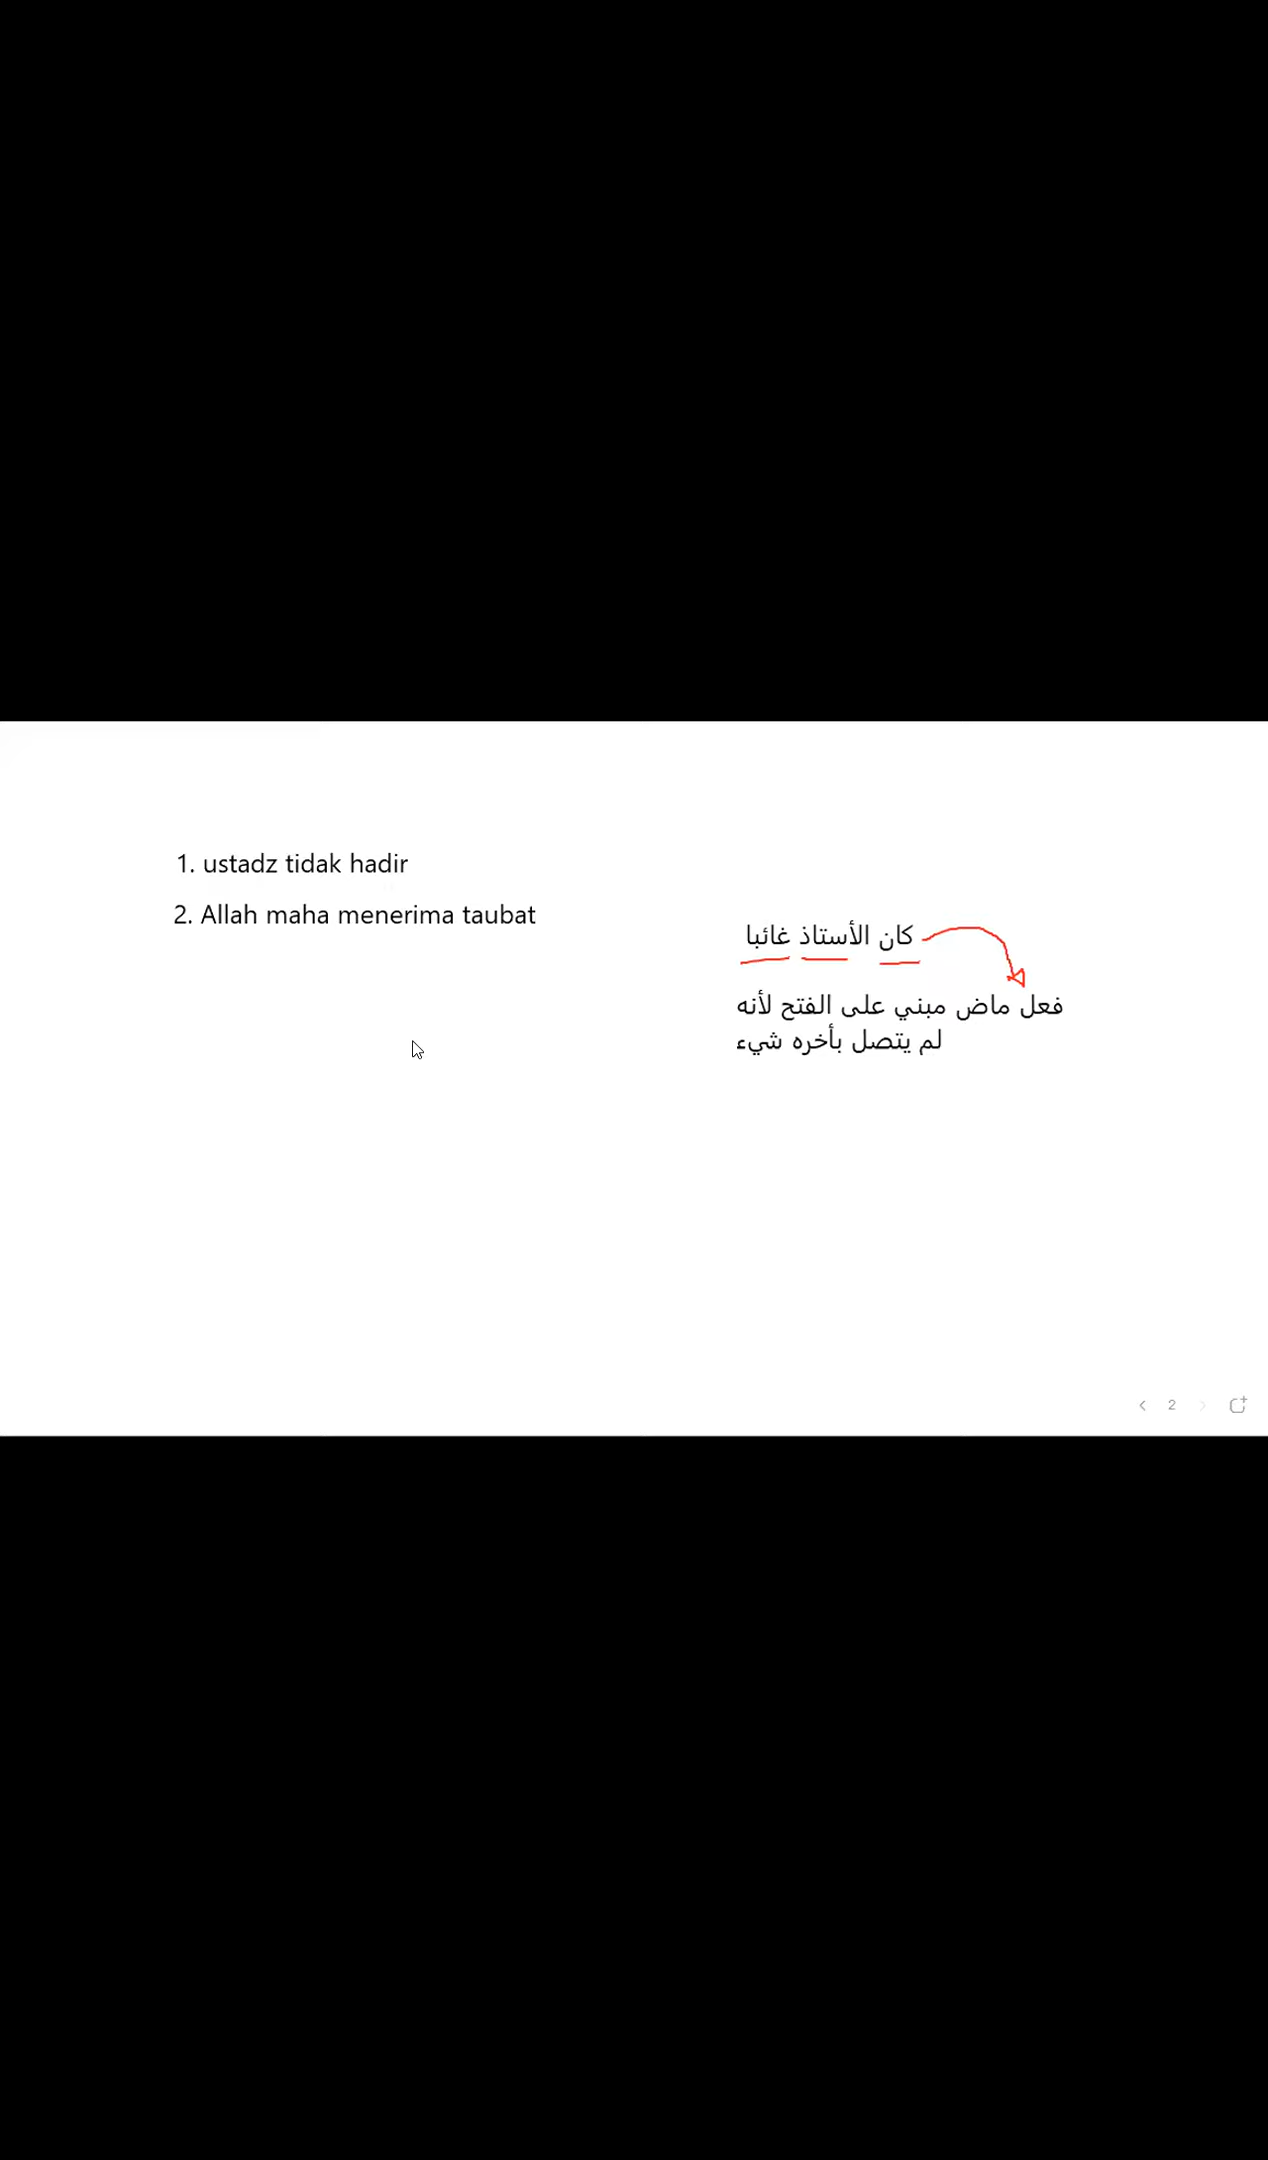 1. ustadz tidak hadir
2. Allah maha menerima taubat
كان الأستاذ غائبا
فعل ماض مبني على الفتح لأنه
لم يتصل بأخره شيء
2